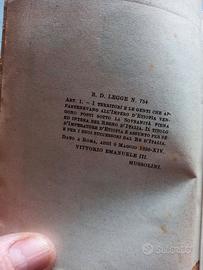 R. D. LEGGE N. 754
ART. 1. - I TERRITORI E LE GENTI CHE AP-
PARTENEVANO ALL'IMPERO D'ETIOPIA VEN-
GONO POSTI SOTTO LA SOVRANITÀ PIENA
ED INTERA DEL REGNO D'ITALIA. IL TITOLO
D'IMPERATORE D'ETIOPIA È ASSUNTO PER SÉ
E PER I SUOI SUCCESSORI DAL RE D'ITALIA.
DATO A ROMA, ADDÌ 9 MAGGIO 1936-XIV.
VITTORIO EMANUELE III.
MUSSOLINI.
subito